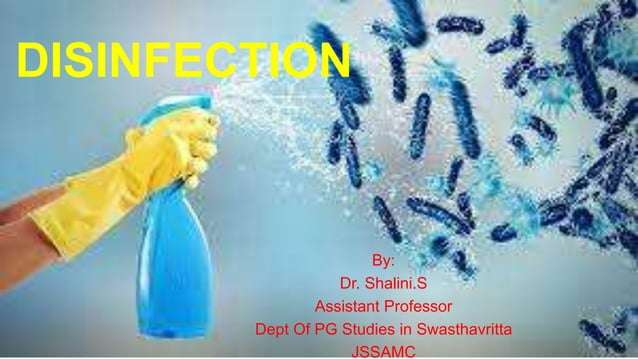 DISINFECTION
By:
Dr. Shalini.S
Assistant Professor
Dept Of PG Studies in Swasthavritta
JSSAMC